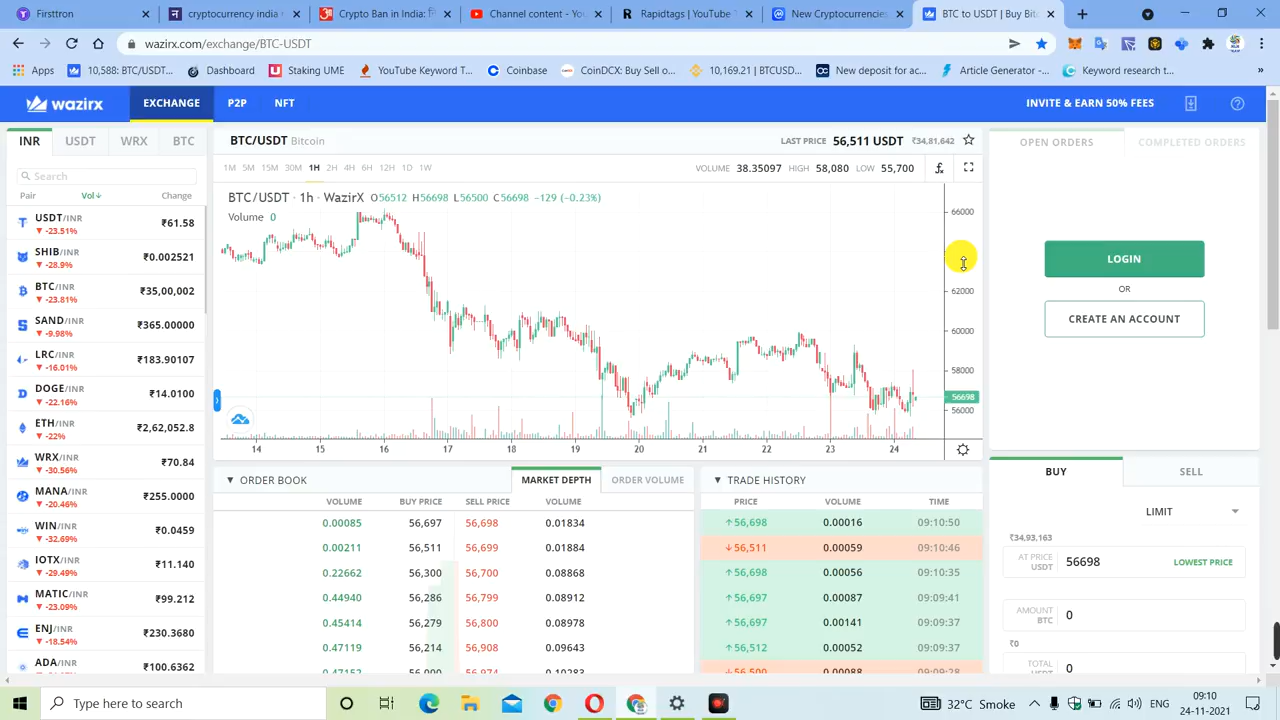 10,588: BTC/USDT...
Dashboard
Cardano (ADA) price...
wazirx.com/exchange/BTC-USDT
Apps 10,588: BTC/USDT... Dashboard Staking UME YouTube Keyword T... Coinbase CoinDCX: Buy sel o... 10,169.21 | BTCUSD... New deposit for ac... Article Generator -... Keyword research to... »
wazirx EXCHANGE P2P NFT INVITE & EARN 50% FEES
INR USDT WRX BTC
Search
Pair Vol↓ Change
USDT/INR ₹61.58
▼ -23.51%
SHIB/INR ₹0.002521
▼ -28.9%
BTC/INR ₹35,00,002
▼ -23.81%
SAND/INR ₹365.00000
▼ -9.98%
LRC/INR ₹183.90107
▼ -16.01%
DOGE/INR ₹14.0100
▼ -22.16%
ETH/INR ₹2,62,052.8
▼ -22%
WRX/INR ₹70.84
▼ -30.56%
MANA/INR ₹255.0000
▼ -20.46%
WIN/INR ₹0.0459
▼ -32.69%
IOTX/INR ₹11.140
▼ -29.49%
MATIC/INR ₹99.212
▼ -23.09%
ENJ/INR ₹230.3680
▼ -18.54%
ADA/INR ₹100.6362
BTC/USDT Bitcoin LAST PRICE 56,511 USDT ₹34,81,642
1M 5M 15M 30M 1H 2H 4H 6H 12H 1D 1W VOLUME 38.35097 HIGH 58,080 LOW 55,700
BTC/USDT · 1h · WazirX O56512 H56698 L56500 C56698 -129 (-0.23%)
Volume 0
66000
62000
60000
58000
56698
56000
14 15 16 17 18 19 20 21 22 23 24
▼ ORDER BOOK MARKET DEPTH ORDER VOLUME
VOLUME BUY PRICE SELL PRICE VOLUME
0.00085 56,697 56,698 0.01834
0.00211 56,511 56,699 0.01884
0.22662 56,300 56,700 0.08868
0.44940 56,286 56,799 0.08912
0.45414 56,279 56,800 0.08978
0.47119 56,214 56,908 0.09643
▼ TRADE HISTORY
PRICE VOLUME TIME
↑56,698 0.00016 09:10:50
↓56,511 0.00059 09:10:46
↑56,698 0.00056 09:10:35
↑56,697 0.00087 09:09:41
↑56,697 0.00141 09:09:37
↑56,512 0.00052 09:09:37
↓56,500 0.00088 09:09:28
OPEN ORDERS COMPLETED ORDERS
LOGIN
OR
CREATE AN ACCOUNT
BUY SELL
LIMIT
₹34,93,163
AT PRICE
USDT
56698 LOWEST PRICE
AMOUNT
BTC
0
₹0
TOTAL
0
Type here to search
32°C Smoke ENG 09:10
24-11-2021